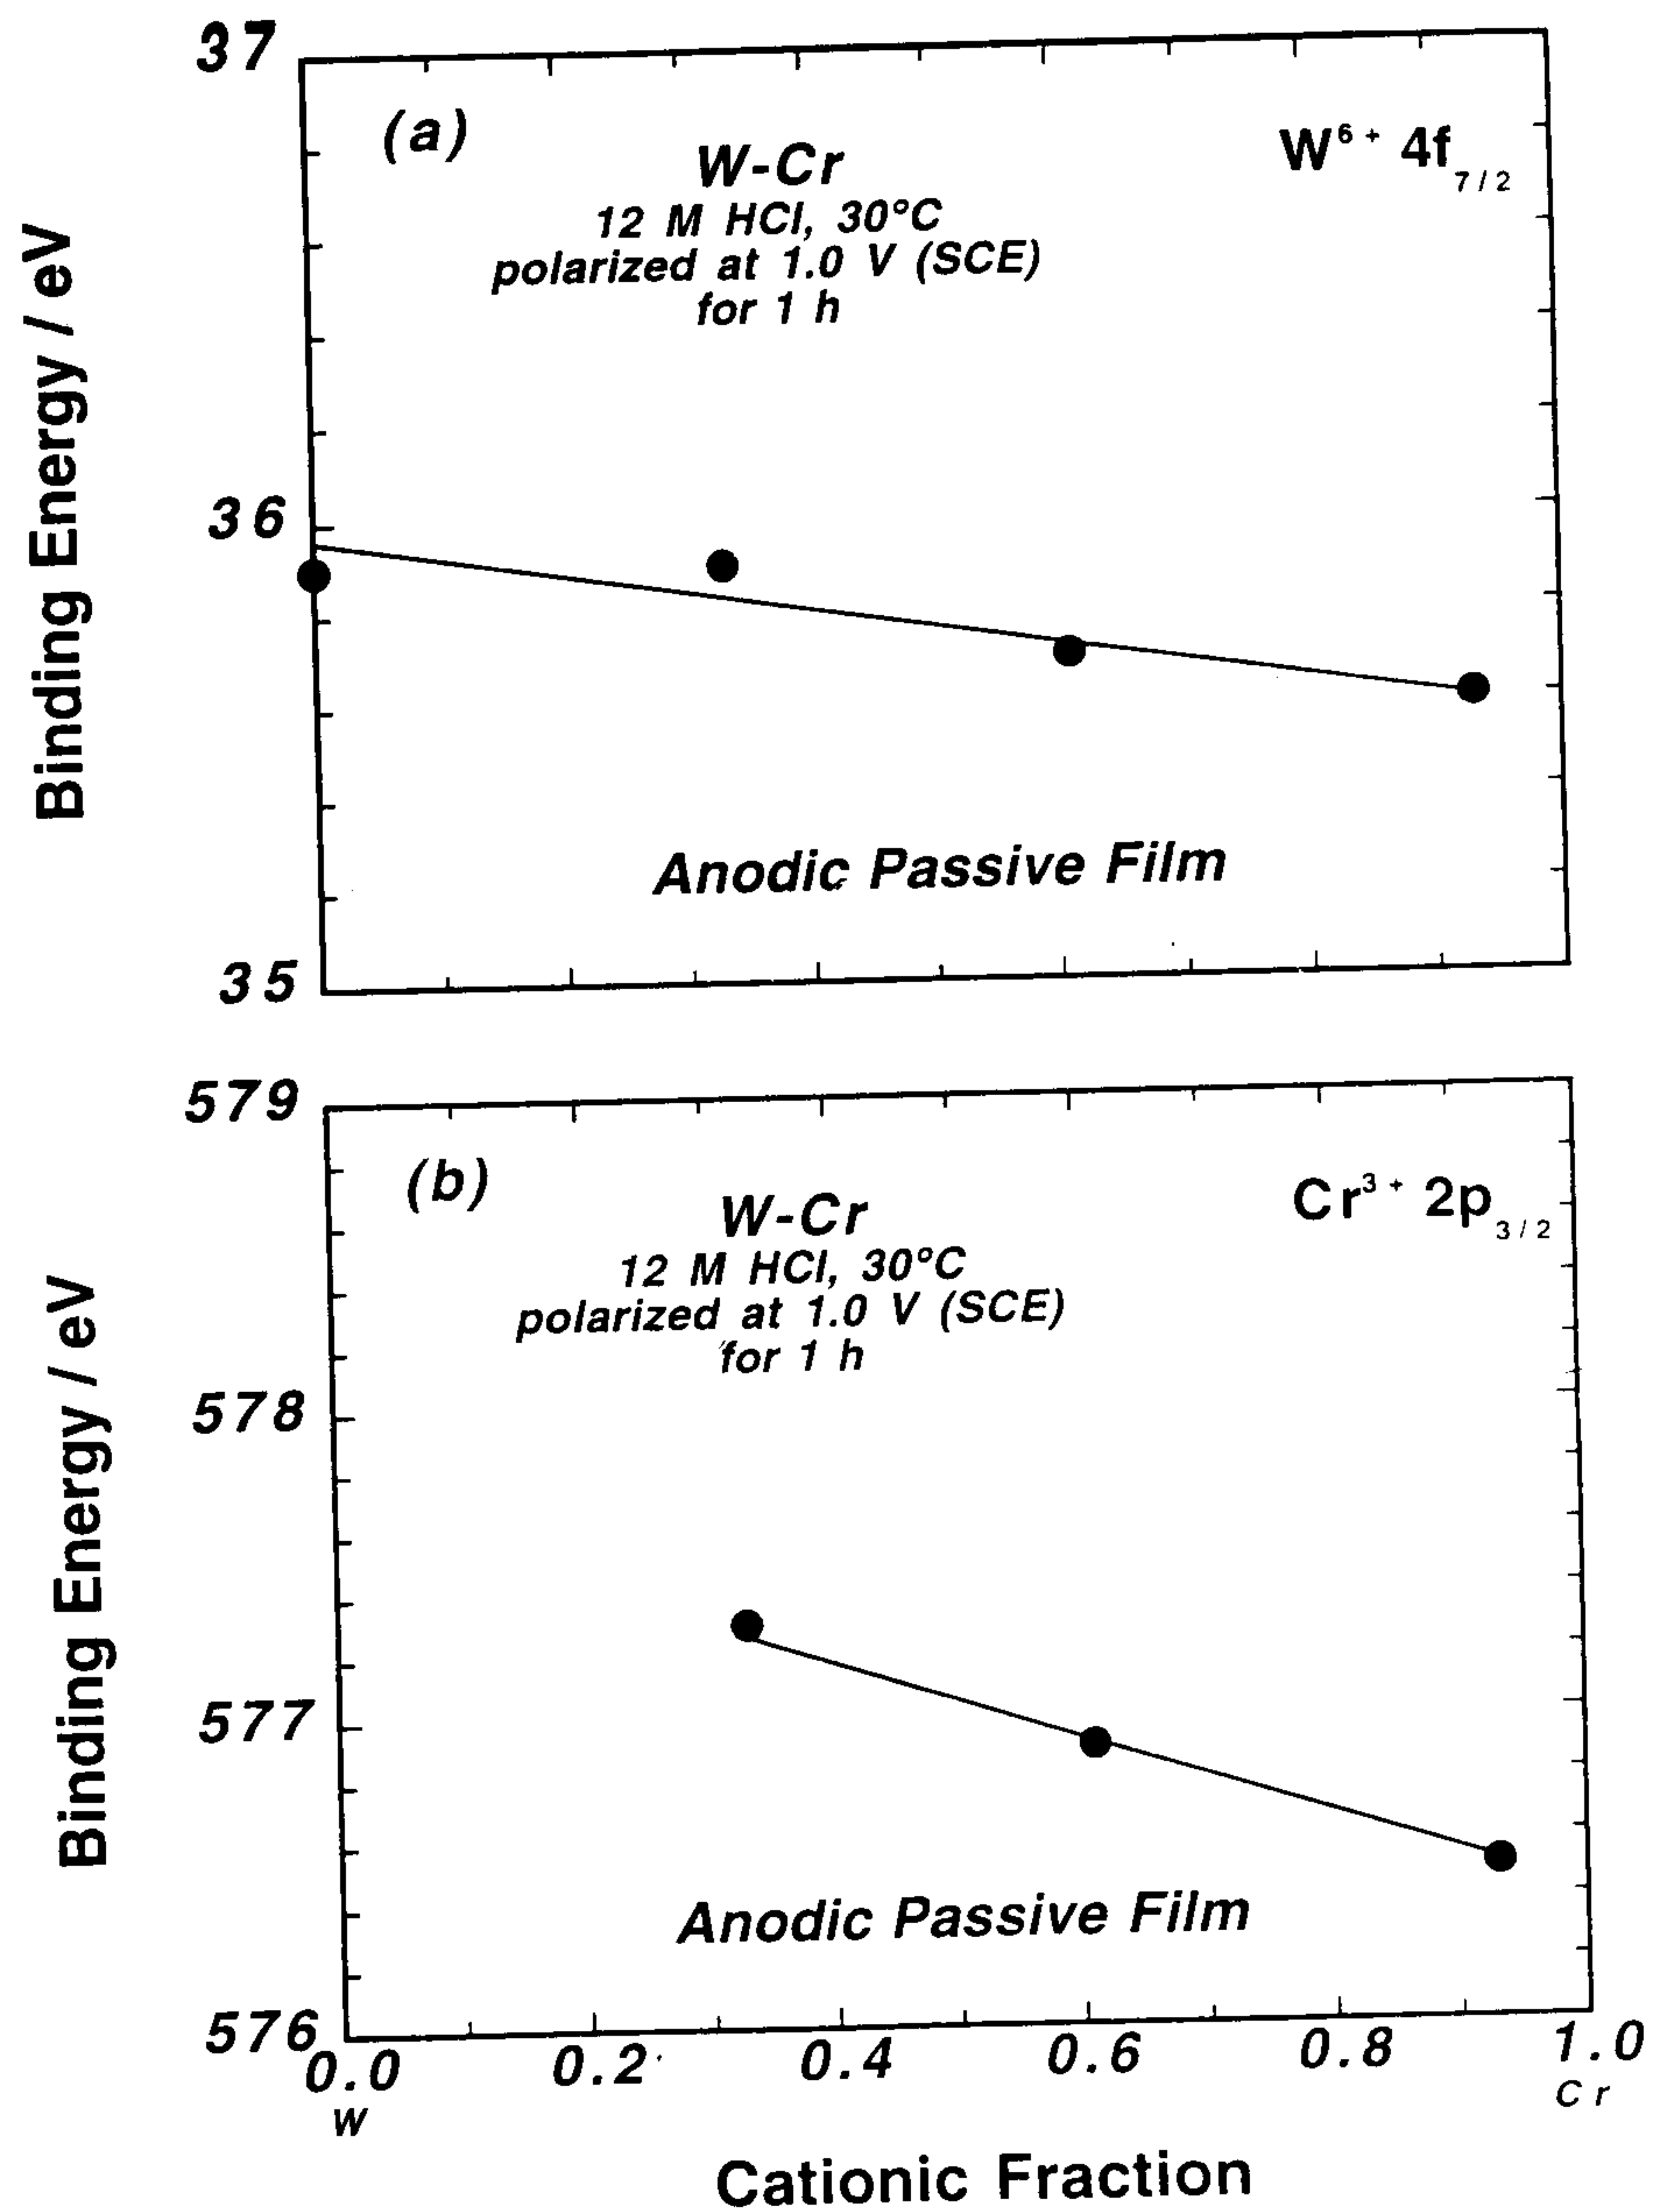 37
(a)
W-Cr
12 M HCl, 30°C
polarized at 1.0 V (SCE)
for 1 h
W⁶⁺ 4f₇/₂
Binding Energy / eV
36
Anodic Passive Film
35
579
(b)
W-Cr
12 M HCl, 30°C
polarized at 1.0 V (SCE)
for 1 h
Cr³⁺ 2p₃/₂
Binding Energy / eV
578
577
Anodic Passive Film
576
0.0 0.2 0.4 0.6 0.8 1.0
W Cr
Cationic Fraction